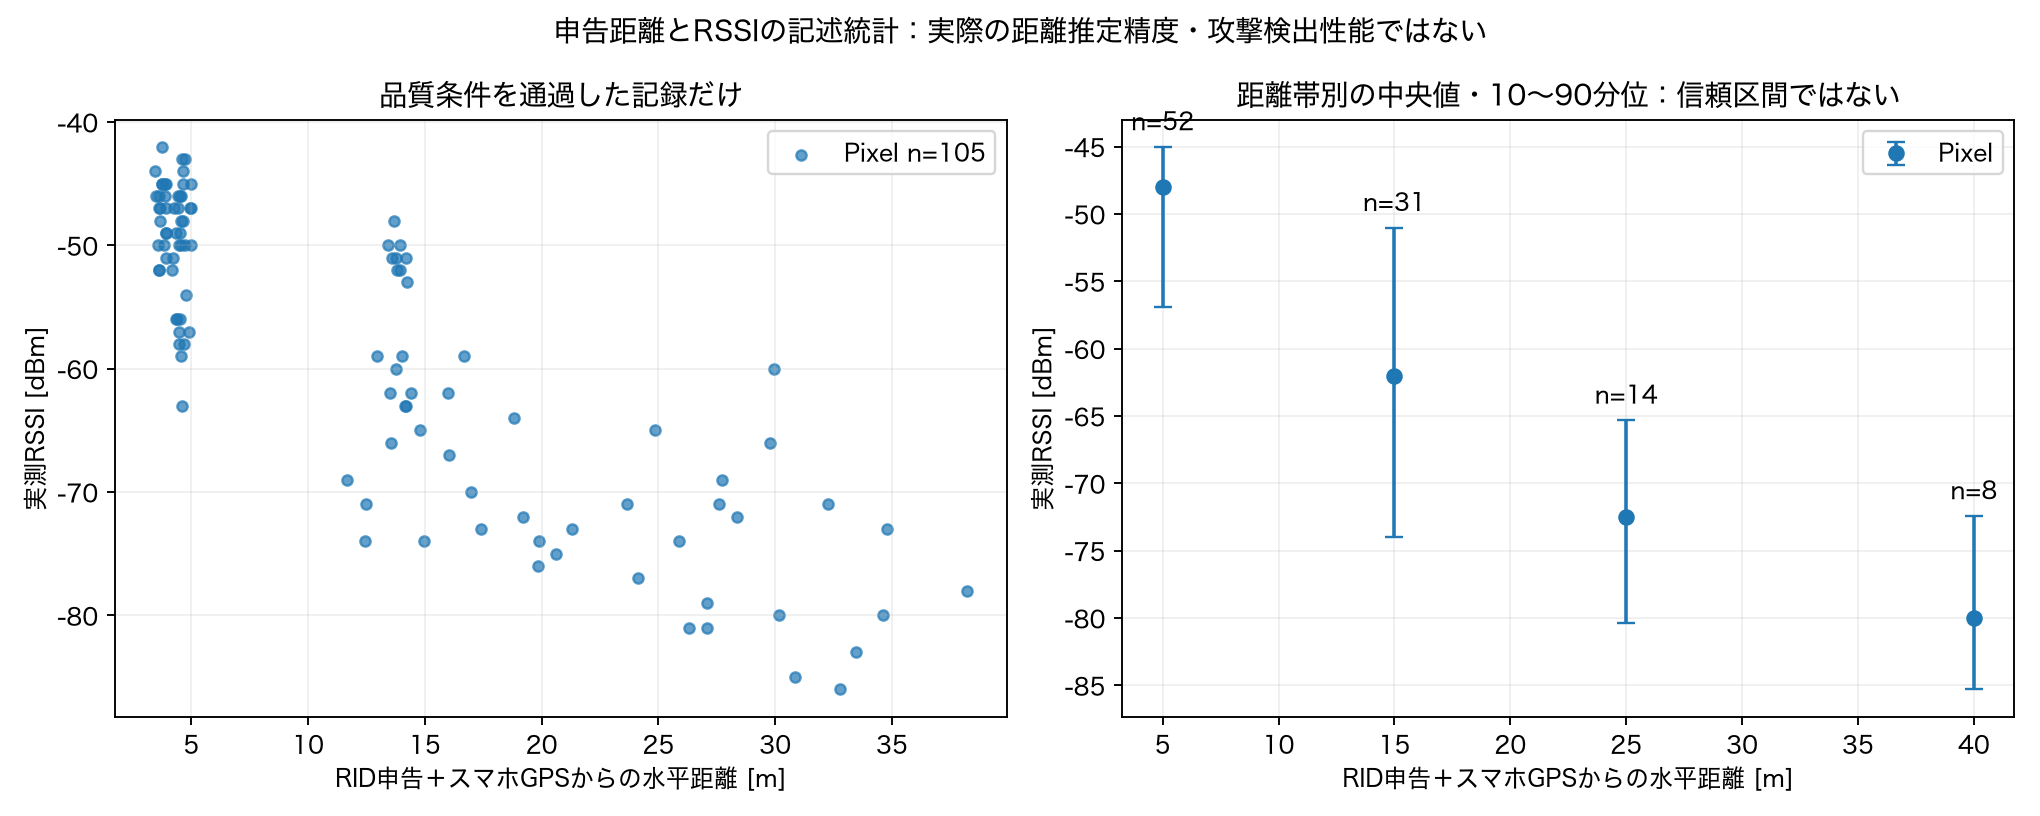 申告距離とRSSIの記述統計：実際の距離推定精度・攻撃検出性能ではない
品質条件を通過した記録だけ
-40
-50
-60
-70
-80
実測RSSI [dBm]
Pixel n=105
5 10 15 20 25 30 35
RID申告＋スマホGPSからの水平距離 [m]
距離帯別の中央値・10〜90分位：信頼区間ではない
-45
-50
-55
-60
-65
-70
-75
-80
-85
実測RSSI [dBm]
Pixel
n=52
n=31
n=14
n=8
5 10 15 20 25 30 35 40
RID申告＋スマホGPSからの水平距離 [m]